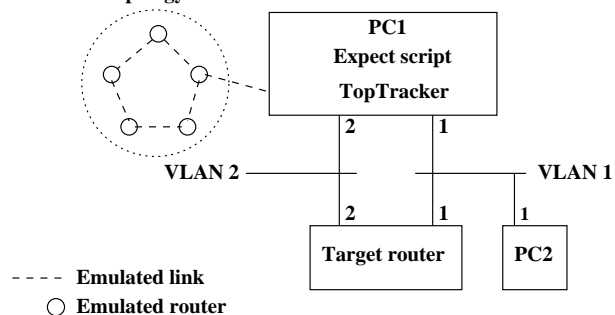 PC1
Expect script
TopTracker
2 1
VLAN 2
VLAN 1
2 1 1
Target router
PC2
Emulated link
Emulated router